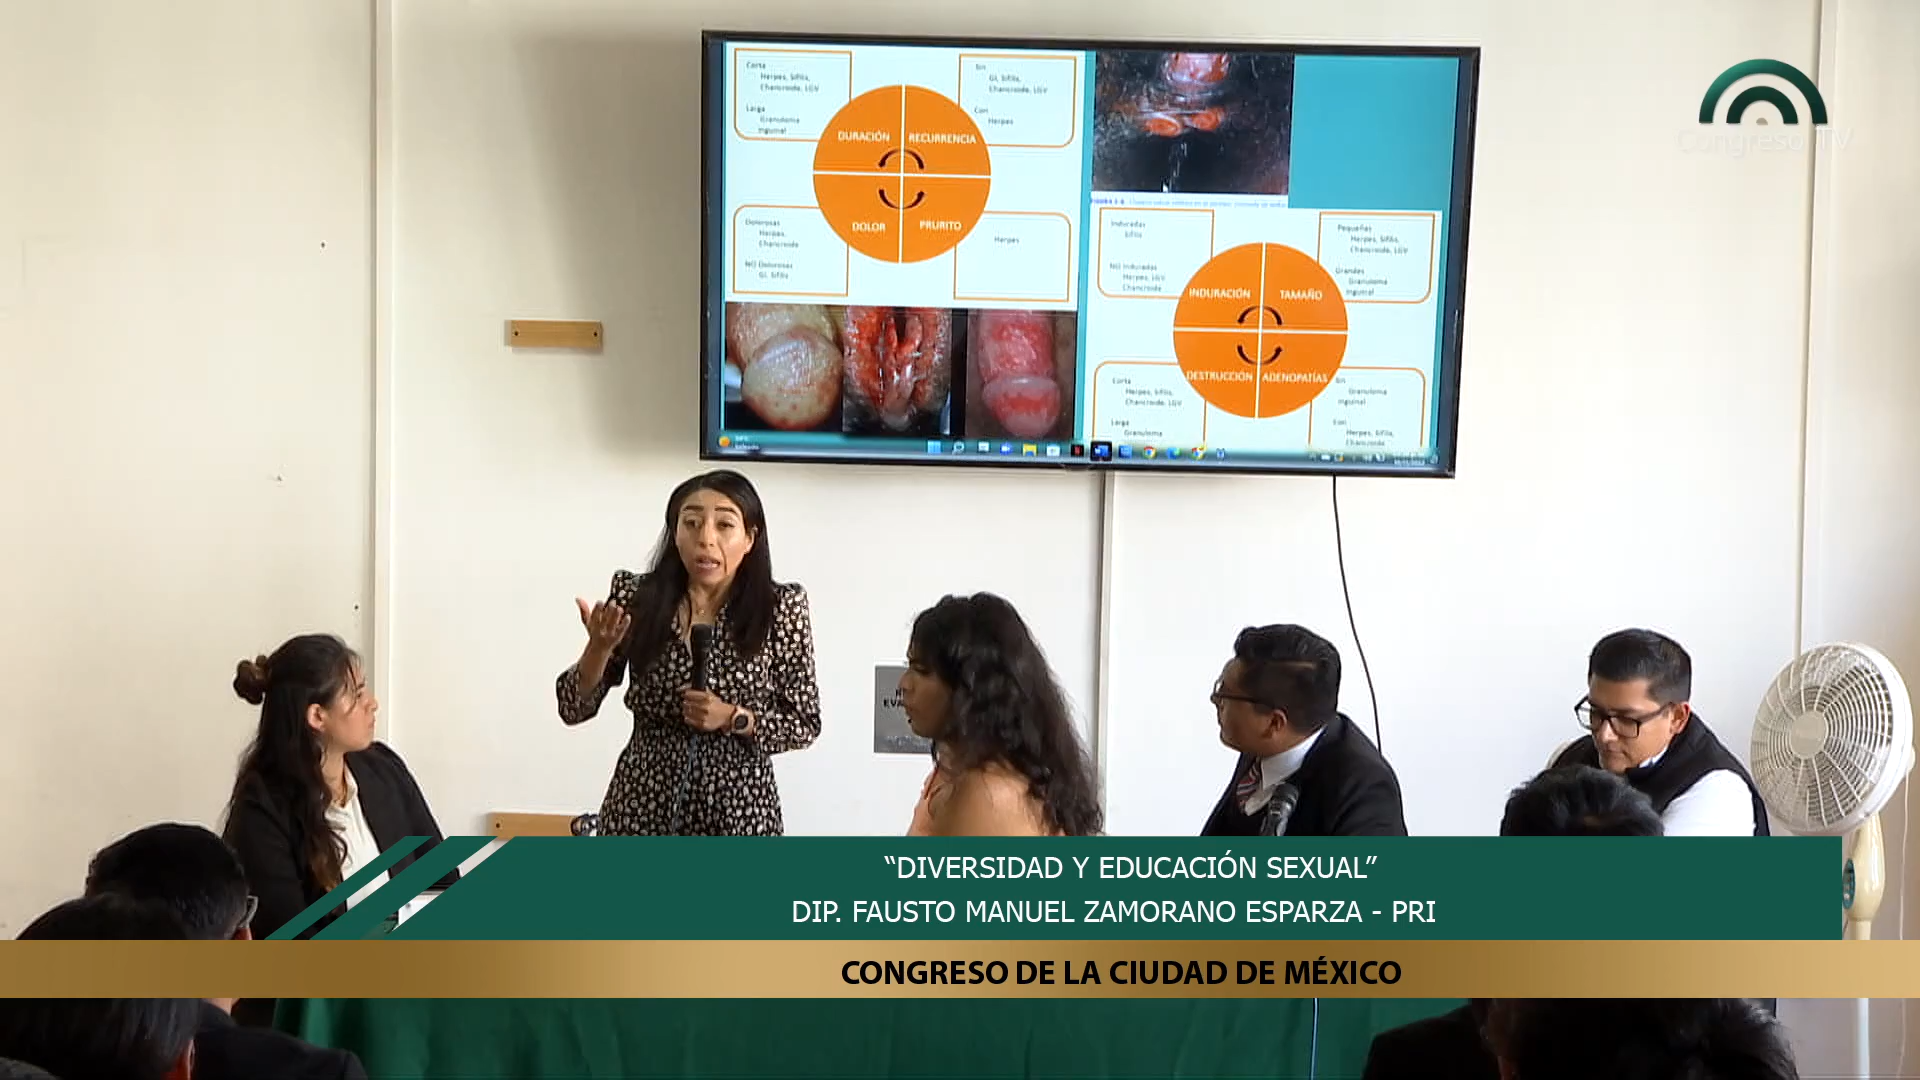 Congreso TV
Corta
Herpes, Sífilis,
Chancroide, LGV
Larga
Granuloma
inguinal
Sin
GI, Sífilis,
Chancroide, LGV
Con
Herpes
DURACIÓN
RECURRENCIA
DOLOR
PRURITO
Dolorosas
Herpes,
Chancroide
NO Dolorosas
GI, Sífilis
Herpes
Induradas
Sífilis
NO Induradas
Herpes, LGV
Chancroide
Pequeñas
Herpes, Sífilis,
Chancroide, LGV
Grandes
Granuloma
inguinal
INDURACIÓN
TAMAÑO
DESTRUCCIÓN
ADENOPATÍAS
Corta
Herpes, Sífilis,
Chancroide, LGV
Larga
Granuloma
Sin
Granuloma
inguinal
Con
Herpes, Sífilis,
Chancroide
“DIVERSIDAD Y EDUCACIÓN SEXUAL”
DIP. FAUSTO MANUEL ZAMORANO ESPARZA - PRI
CONGRESO DE LA CIUDAD DE MÉXICO